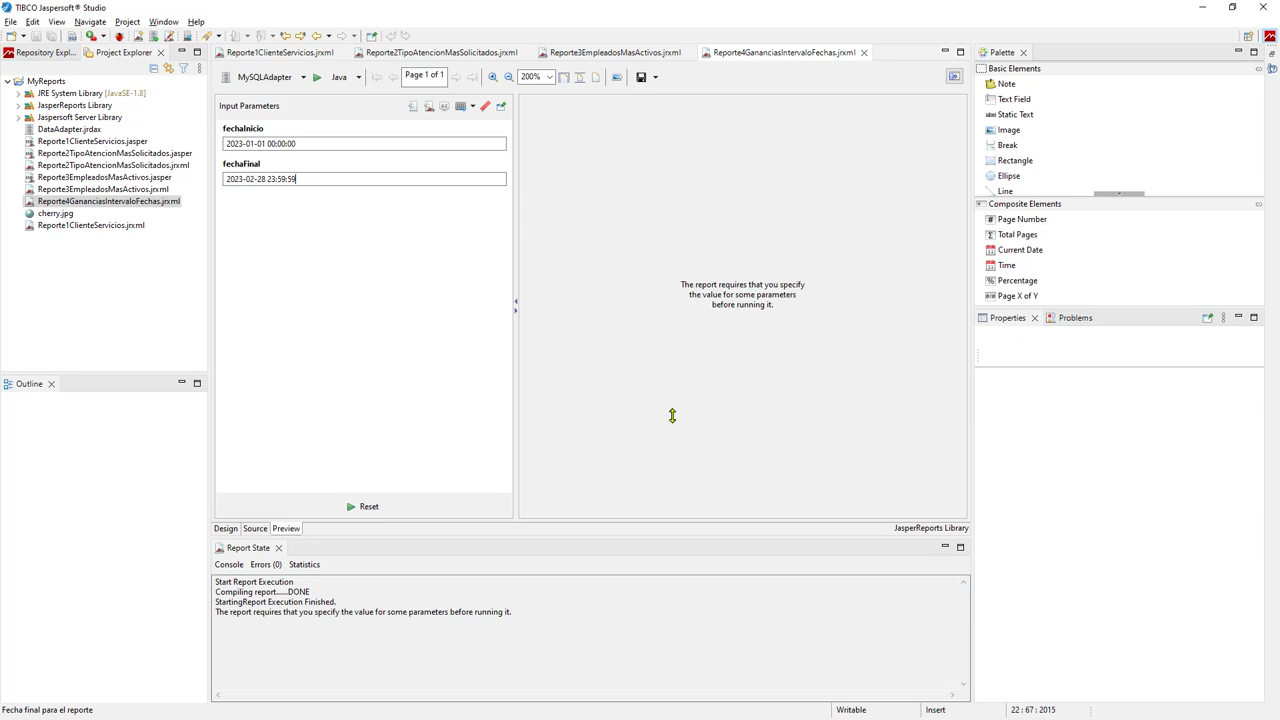 TIBCO Jaspersoft® Studio
File Edit View Navigate Project Window Help
Repository Expl... Project Explorer
Reporte1ClienteServicios.jrxml Reporte2TipoAtencionMasSolicitados.jrxml Reporte3EmpleadosMasActivos.jrxml Reporte4GananciasIntervaloFechas.jrxml
Palette
MySQLAdapter Java Page 1 of 1 200%
MyReports
JRE System Library [JavaSE-1.8]
JasperReports Library
Jaspersoft Server Library
DataAdapter.jrdax
Reporte1ClienteServicios.jasper
Reporte2TipoAtencionMasSolicitados.jasper
Reporte2TipoAtencionMasSolicitados.jrxml
Reporte3EmpleadosMasActivos.jasper
Reporte3EmpleadosMasActivos.jrxml
Reporte4GananciasIntervaloFechas.jrxml
cherry.jpg
Reporte1ClienteServicios.jrxml
Outline
Input Parameters
fechaInicio
2023-01-01 00:00:00
fechaFinal
2023-02-28 23:59:59
Reset
The report requires that you specify
the value for some parameters
before running it.
Design Source Preview
JasperReports Library
Report State
Console Errors (0) Statistics
Start Report Execution
Compiling report......DONE
StartingReport Execution Finished.
The report requires that you specify the value for some parameters before running it.
Basic Elements
Note
Text Field
Static Text
Image
Break
Rectangle
Ellipse
Line
Composite Elements
Page Number
Total Pages
Current Date
Time
Percentage
Page X of Y
Properties Problems
Fecha final para el reporte
Writable
Insert
22 : 67 : 2015